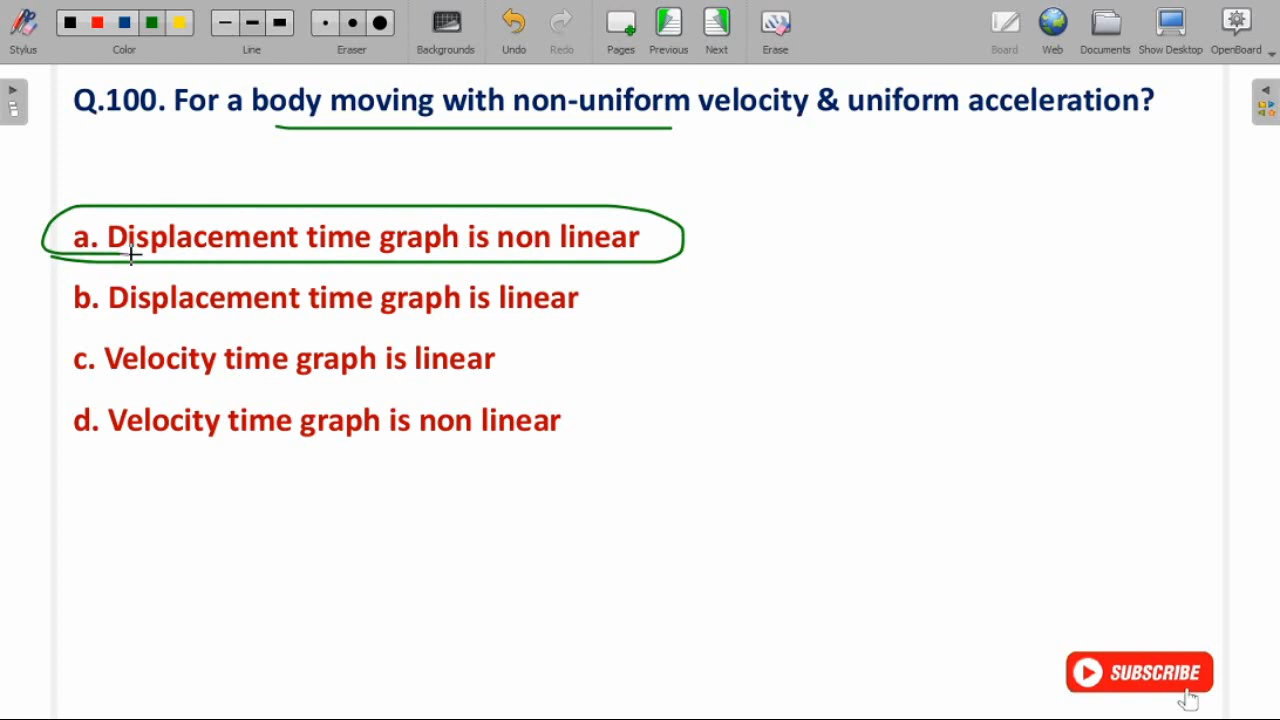 Stylus Color Line Eraser Backgrounds Undo Redo Pages Previous Next Erase Board Web Documents Show Desktop OpenBoard
Q.100. For a body moving with non-uniform velocity & uniform acceleration?
a. Displacement time graph is non linear
b. Displacement time graph is linear
c. Velocity time graph is linear
d. Velocity time graph is non linear
SUBSCRIBE